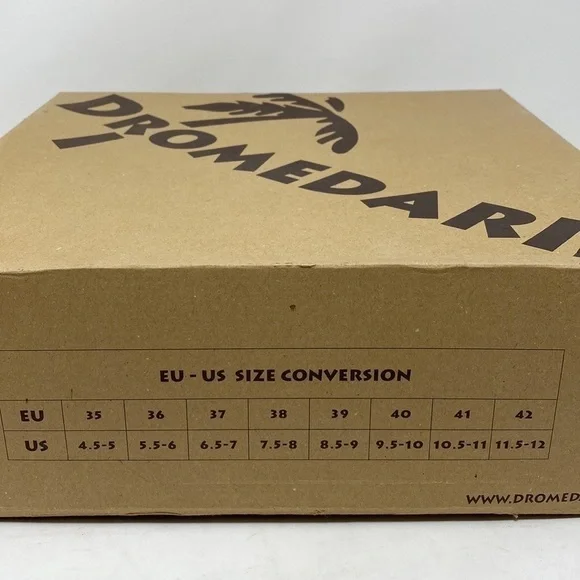 DROMEDARI
EU - US SIZE CONVERSION
EU 35 36 37 38 39 40 41 42
US 4.5-5 5.5-6 6.5-7 7.5-8 8.5-9 9.5-10 10.5-11 11.5-12
WWW.DROMED